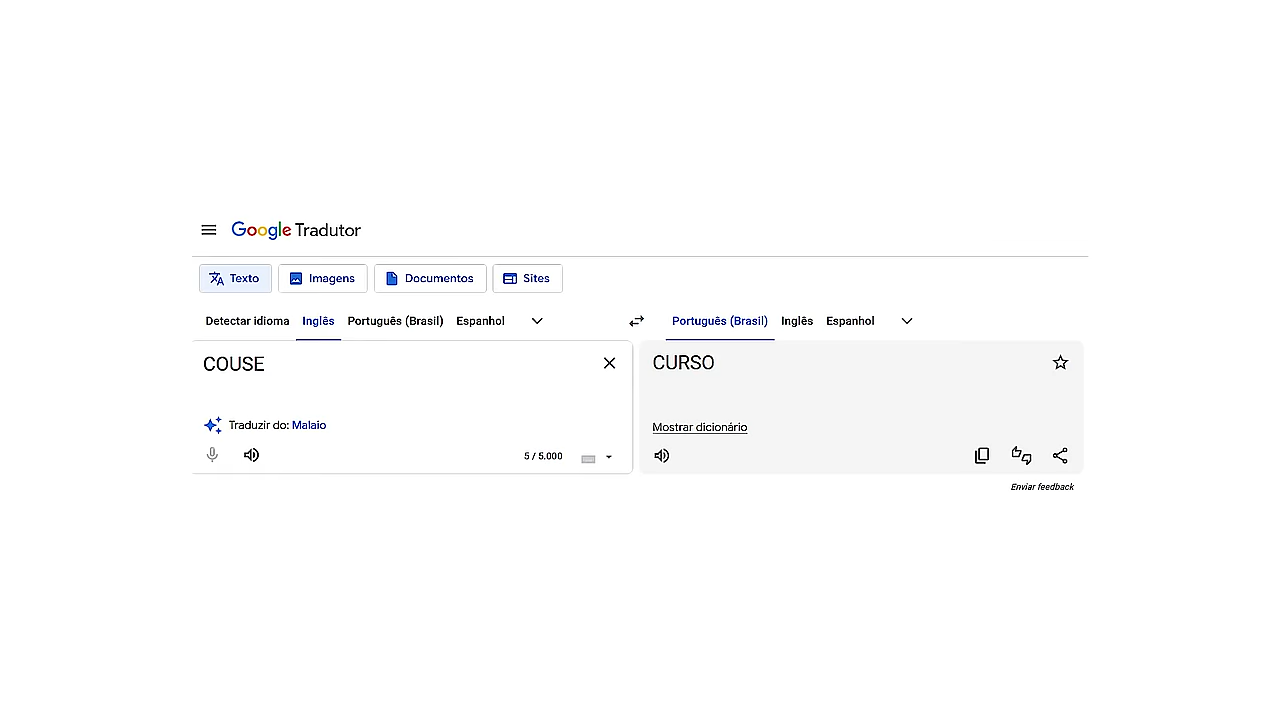 Google Tradutor
Texto Imagens Documentos Sites
Detectar idioma Inglês Português (Brasil) Espanhol Português (Brasil) Inglês Espanhol
COUSE CURSO
Traduzir do: Malaio Mostrar dicionário
5 / 5.000
Enviar feedback